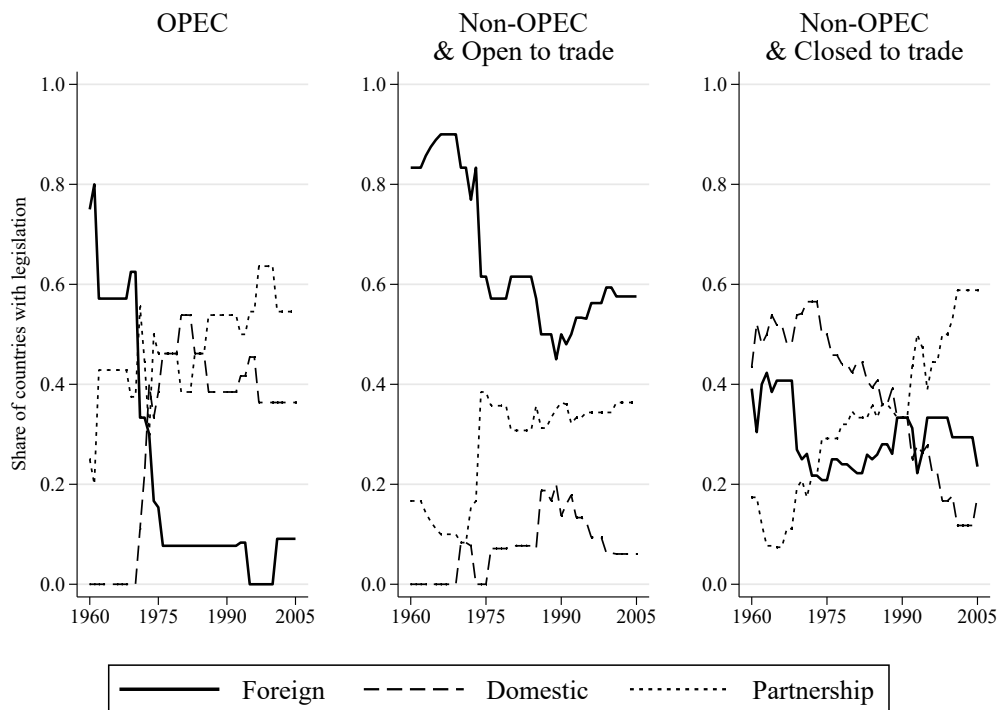 OPEC
Non-OPEC
& Open to trade
Non-OPEC
& Closed to trade
Share of countries with legislation
1.0
0.8
0.6
0.4
0.2
0.0
1960 1975 1990 2005
1.0
0.8
0.6
0.4
0.2
0.0
1960 1975 1990 2005
1.0
0.8
0.6
0.4
0.2
0.0
1960 1975 1990 2005
Foreign Domestic Partnership